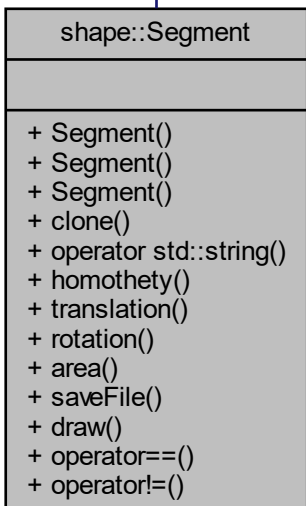 shape::Segment
+ Segment()
+ Segment()
+ Segment()
+ clone()
+ operator std::string()
+ homothety()
+ translation()
+ rotation()
+ area()
+ saveFile()
+ draw()
+ operator==()
+ operator!=()